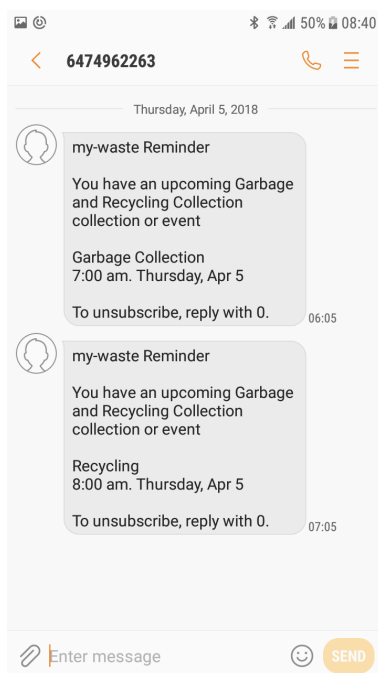 50% 08:40
6474962263
Thursday, April 5, 2018
my-waste Reminder
You have an upcoming Garbage
and Recycling Collection
collection or event
Garbage Collection
7:00 am. Thursday, Apr 5
To unsubscribe, reply with 0.
06:05
my-waste Reminder
You have an upcoming Garbage
and Recycling Collection
collection or event
Recycling
8:00 am. Thursday, Apr 5
To unsubscribe, reply with 0.
07:05
Enter message
SEND